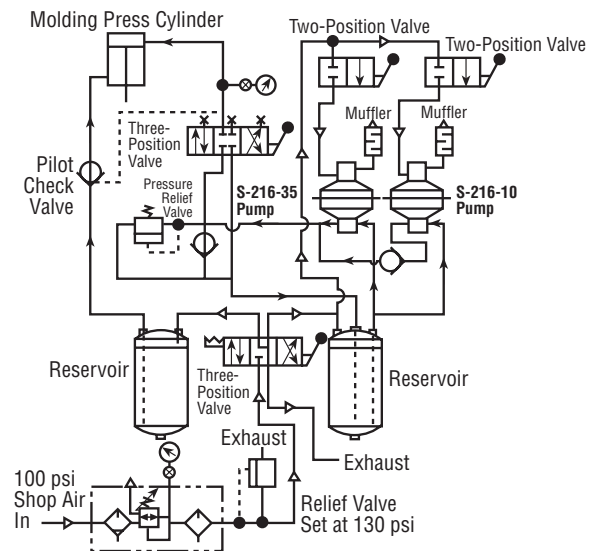 Molding Press Cylinder
Two-Position Valve
Two-Position Valve
Muffler
Muffler
Three-
Position
Valve
Pilot
Check
Valve
Pressure
Relief
Valve
S-216-35
Pump
S-216-10
Pump
Reservoir
Three-
Position
Valve
Reservoir
Exhaust
Exhaust
100 psi
Shop Air
In
Relief Valve
Set at 130 psi